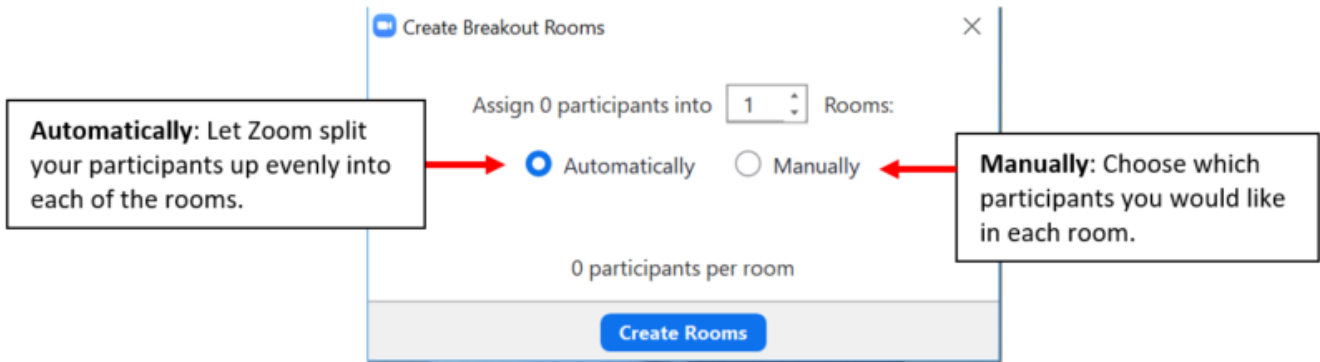 Create Breakout Rooms
Assign 0 participants into 1 Rooms:
Automatically: Let Zoom split
your participants up evenly into
each of the rooms.
Automatically
Manually
Manually: Choose which
participants you would like
in each room.
0 participants per room
Create Rooms